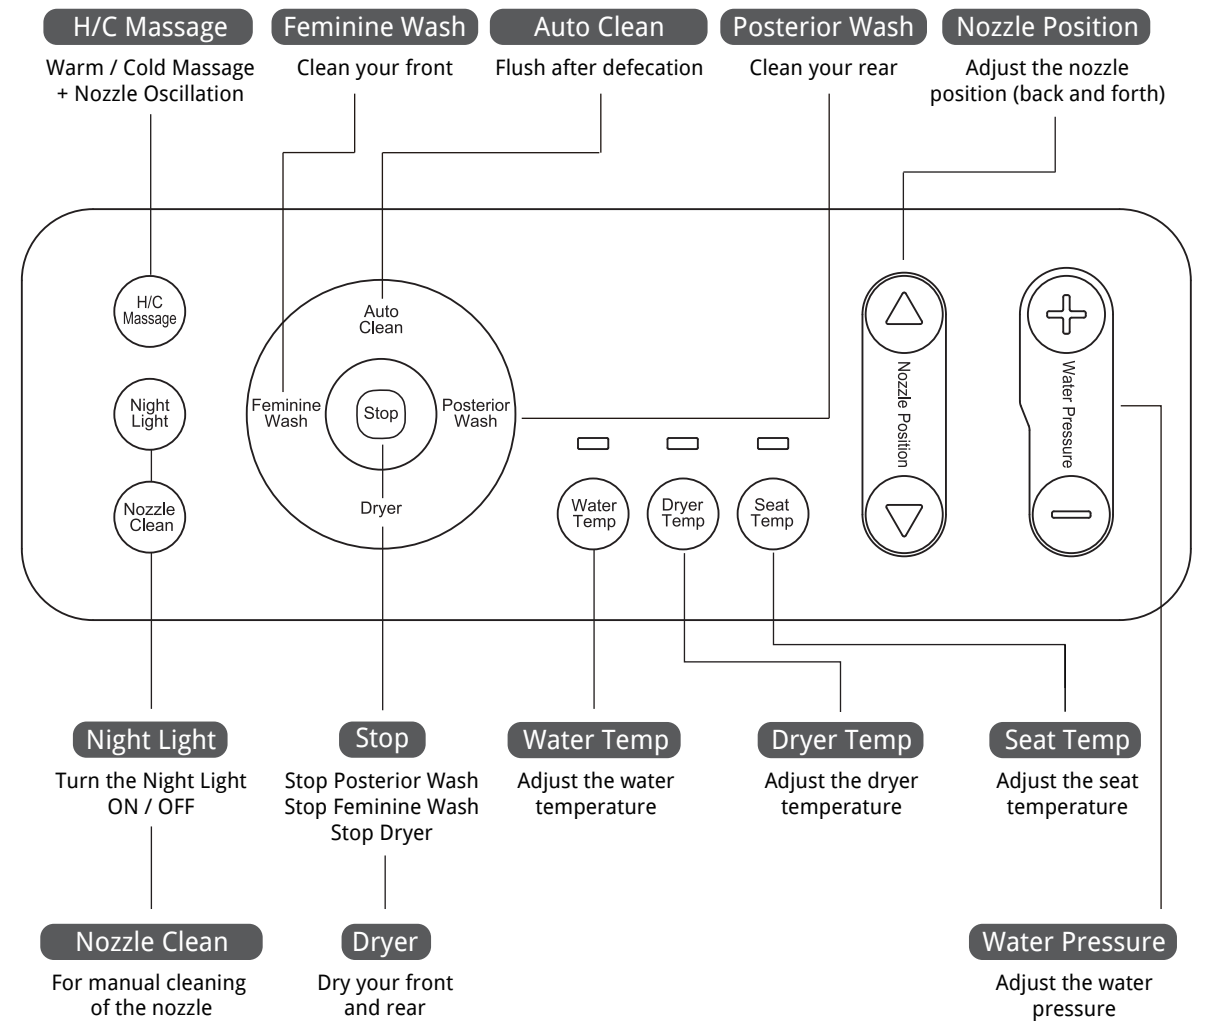 H/C Massage
Warm / Cold Massage
+ Nozzle Oscillation
Feminine Wash
Clean your front
Auto Clean
Flush after defecation
Posterior Wash
Clean your rear
Nozzle Position
Adjust the nozzle
position (back and forth)
H/C
Massage
Night
Light
Nozzle
Clean
Auto
Clean
Feminine
Wash
Stop
Posterior
Wash
Dryer
Water
Temp
Dryer
Temp
Seat
Temp
Nozzle Position
Water Pressure
Night Light
Turn the Night Light
ON / OFF
Stop
Stop Posterior Wash
Stop Feminine Wash
Stop Dryer
Water Temp
Adjust the water
temperature
Dryer Temp
Adjust the dryer
temperature
Seat Temp
Adjust the seat
temperature
Nozzle Clean
For manual cleaning
of the nozzle
Dryer
Dry your front
and rear
Water Pressure
Adjust the water
pressure